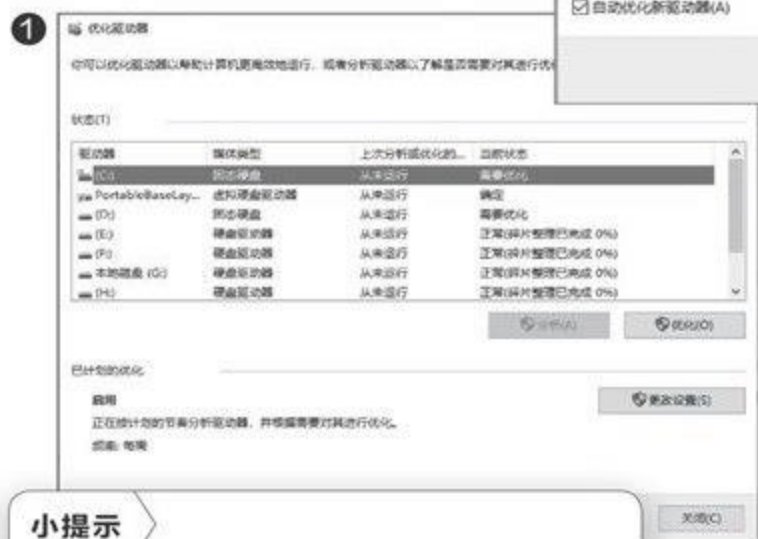 自动优化新驱动器(A)
1
优化驱动器
你可以优化驱动器以帮助计算机更高效地运行，或者分析驱动器以了解是否需要对其进行优
状态(T)
驱动器 媒体类型 上次分析或优化的... 当前状态
(C:) 固态硬盘 从未运行 需要优化
PortableBaseLay... 虚拟硬盘驱动器 从未运行 确定
(D:) 固态硬盘 从未运行 需要优化
(E:) 硬盘驱动器 从未运行 正常(碎片整理已完成 0%)
(F:) 硬盘驱动器 从未运行 正常(碎片整理已完成 0%)
本地磁盘 (G:) 硬盘驱动器 从未运行 正常(碎片整理已完成 0%)
(H:) 硬盘驱动器 从未运行 正常(碎片整理已完成 0%)
分析(A) 优化(O)
已计划的优化
启用
更改设置(S)
正在按计划的节奏分析驱动器，并根据需要对其进行优化。
频率: 每周
关闭(C)
小提示